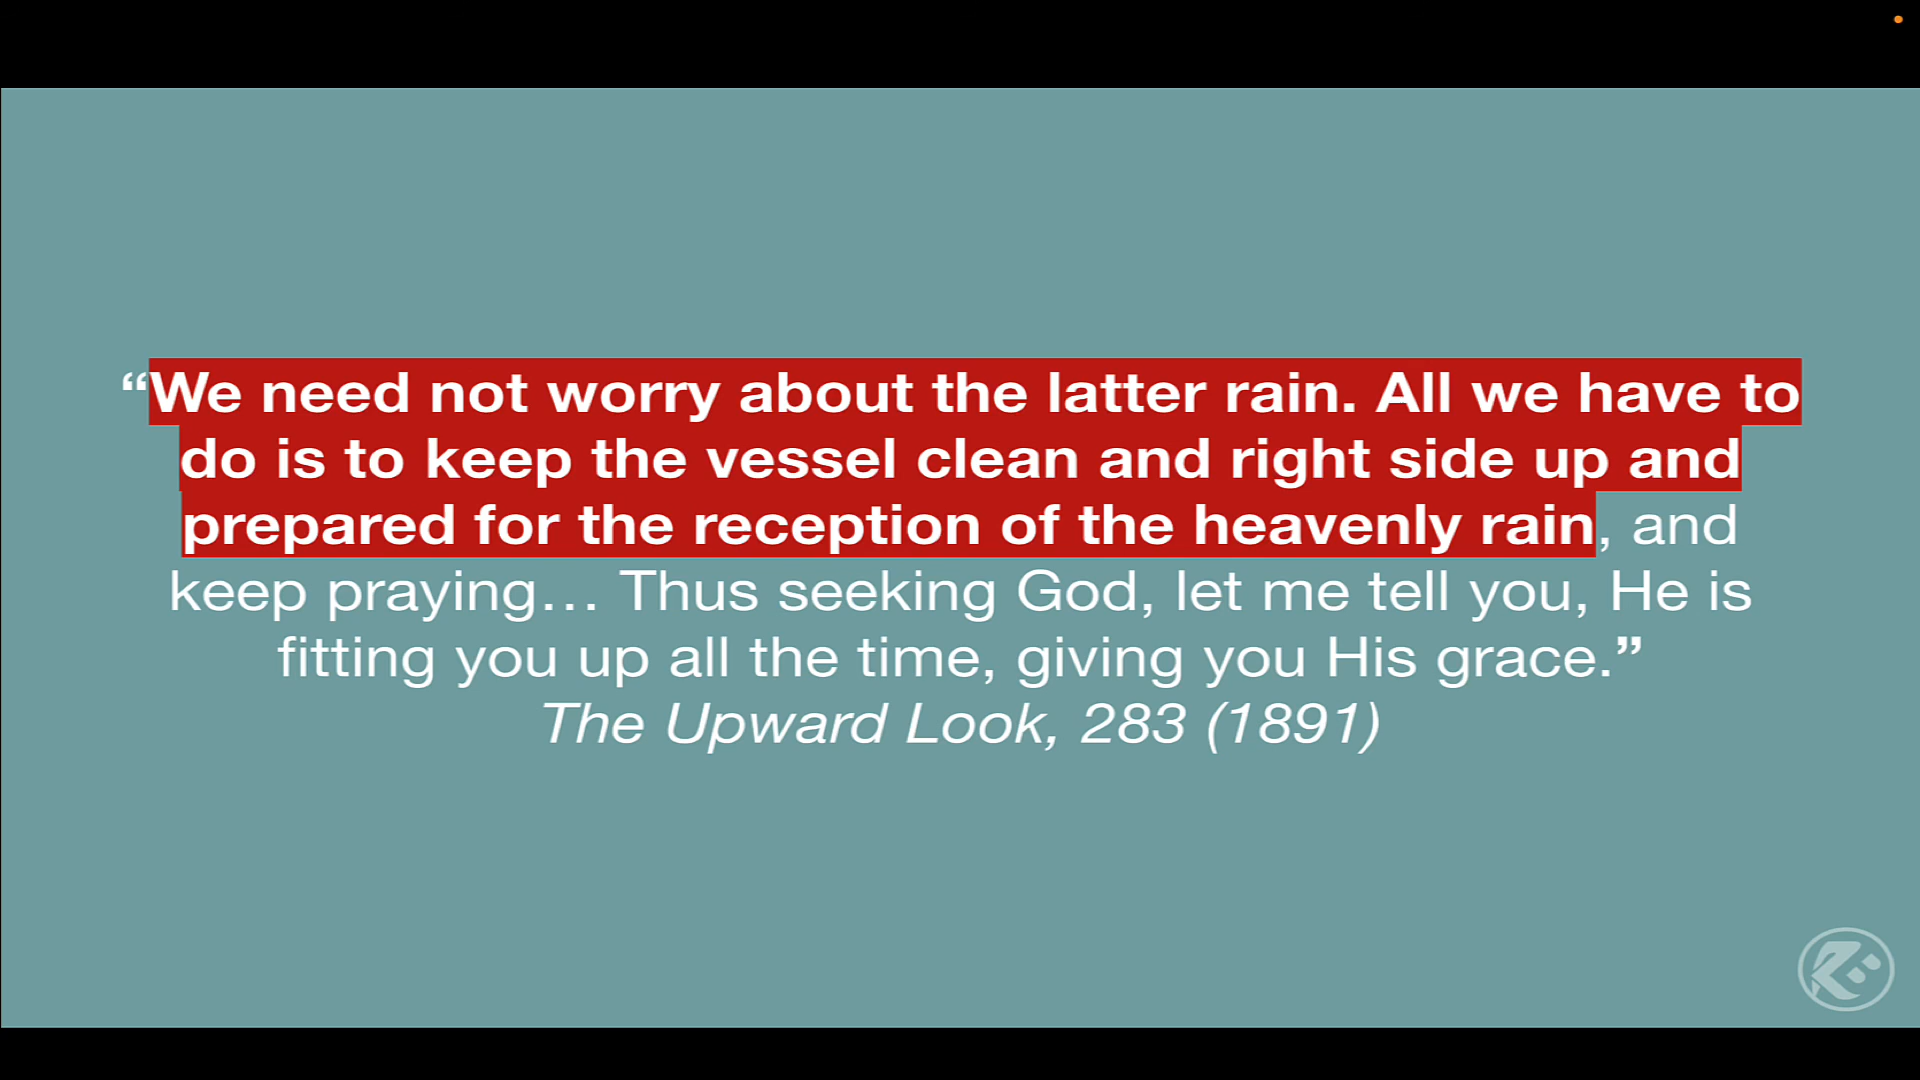 “We need not worry about the latter rain. All we have to
do is to keep the vessel clean and right side up and
prepared for the reception of the heavenly rain, and
keep praying… Thus seeking God, let me tell you, He is
fitting you up all the time, giving you His grace.”
The Upward Look, 283 (1891)